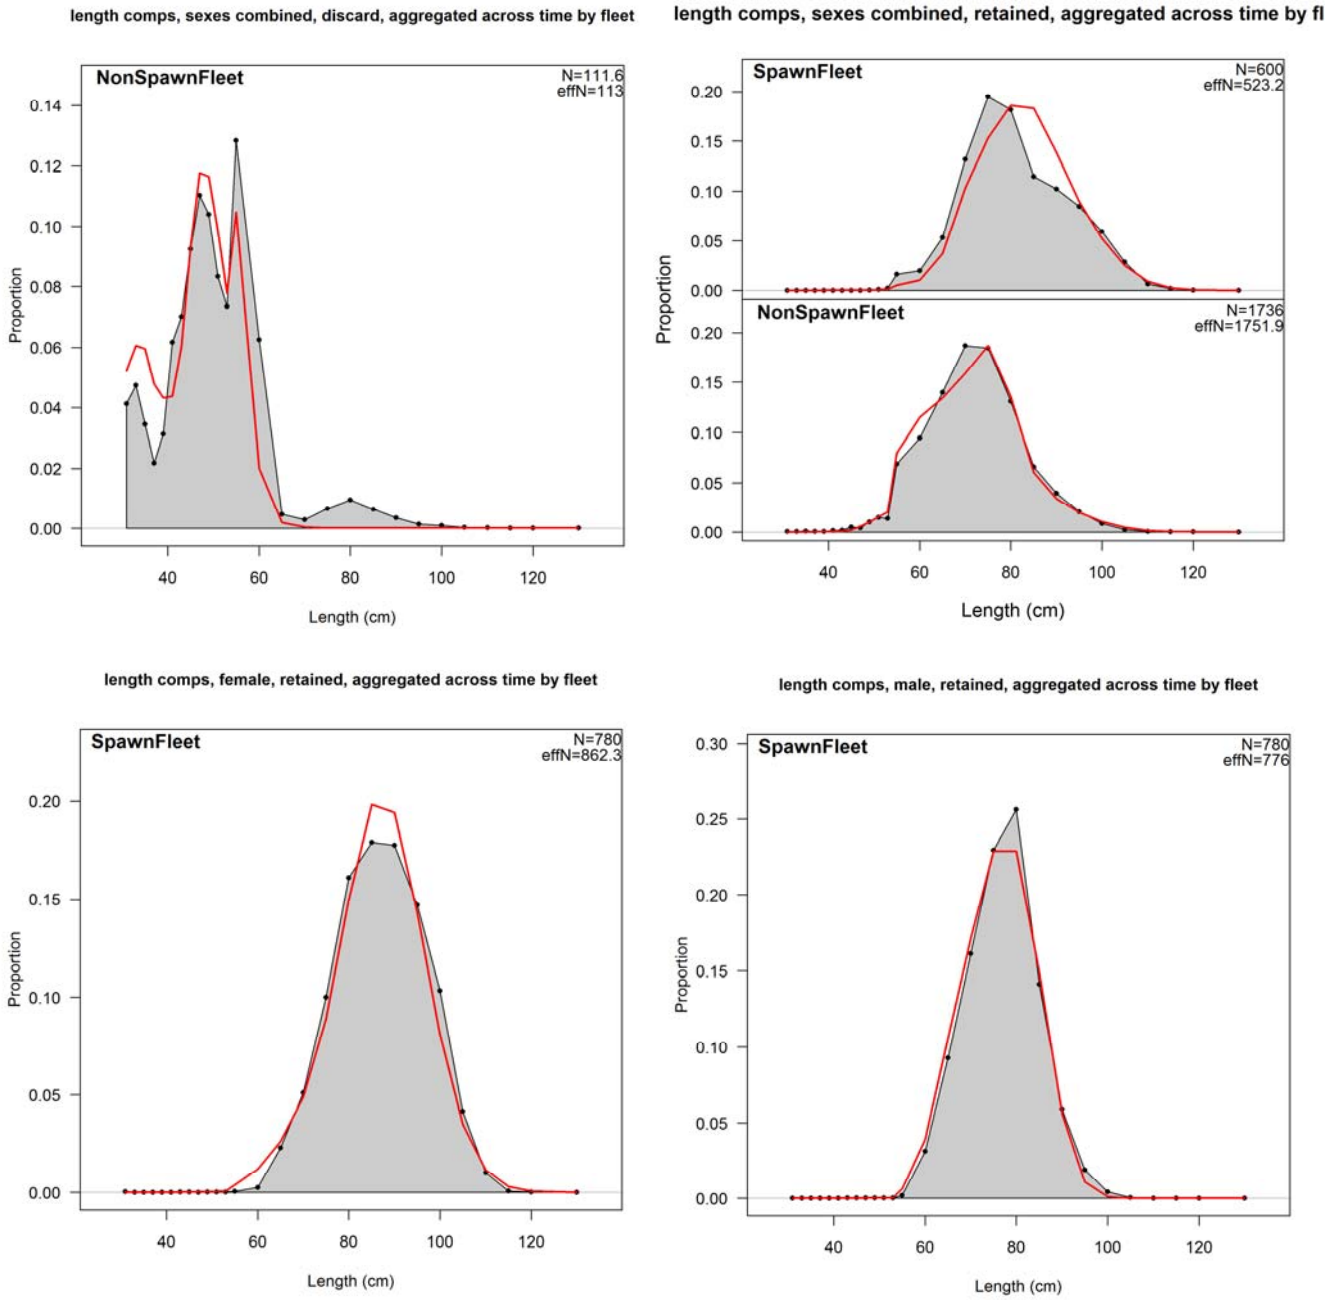 length comps, sexes combined, discard, aggregated across time by fleet
NonSpawnFleet
N=111.6
effN=113
0.14
0.12
0.10
0.08
0.06
0.04
0.02
0.00
Proportion
40 60 80 100 120
Length (cm)
length comps, sexes combined, retained, aggregated across time by fl
SpawnFleet
N=600
effN=523.2
0.20
0.15
0.10
0.05
0.00
NonSpawnFleet
N=1736
effN=1751.9
0.20
0.15
0.10
0.05
0.00
Proportion
40 60 80 100 120
Length (cm)
length comps, female, retained, aggregated across time by fleet
SpawnFleet
N=780
effN=862.3
0.20
0.15
0.10
0.05
0.00
Proportion
40 60 80 100 120
Length (cm)
length comps, male, retained, aggregated across time by fleet
SpawnFleet
N=780
effN=776
0.30
0.25
0.20
0.15
0.10
0.05
0.00
Proportion
40 60 80 100 120
Length (cm)